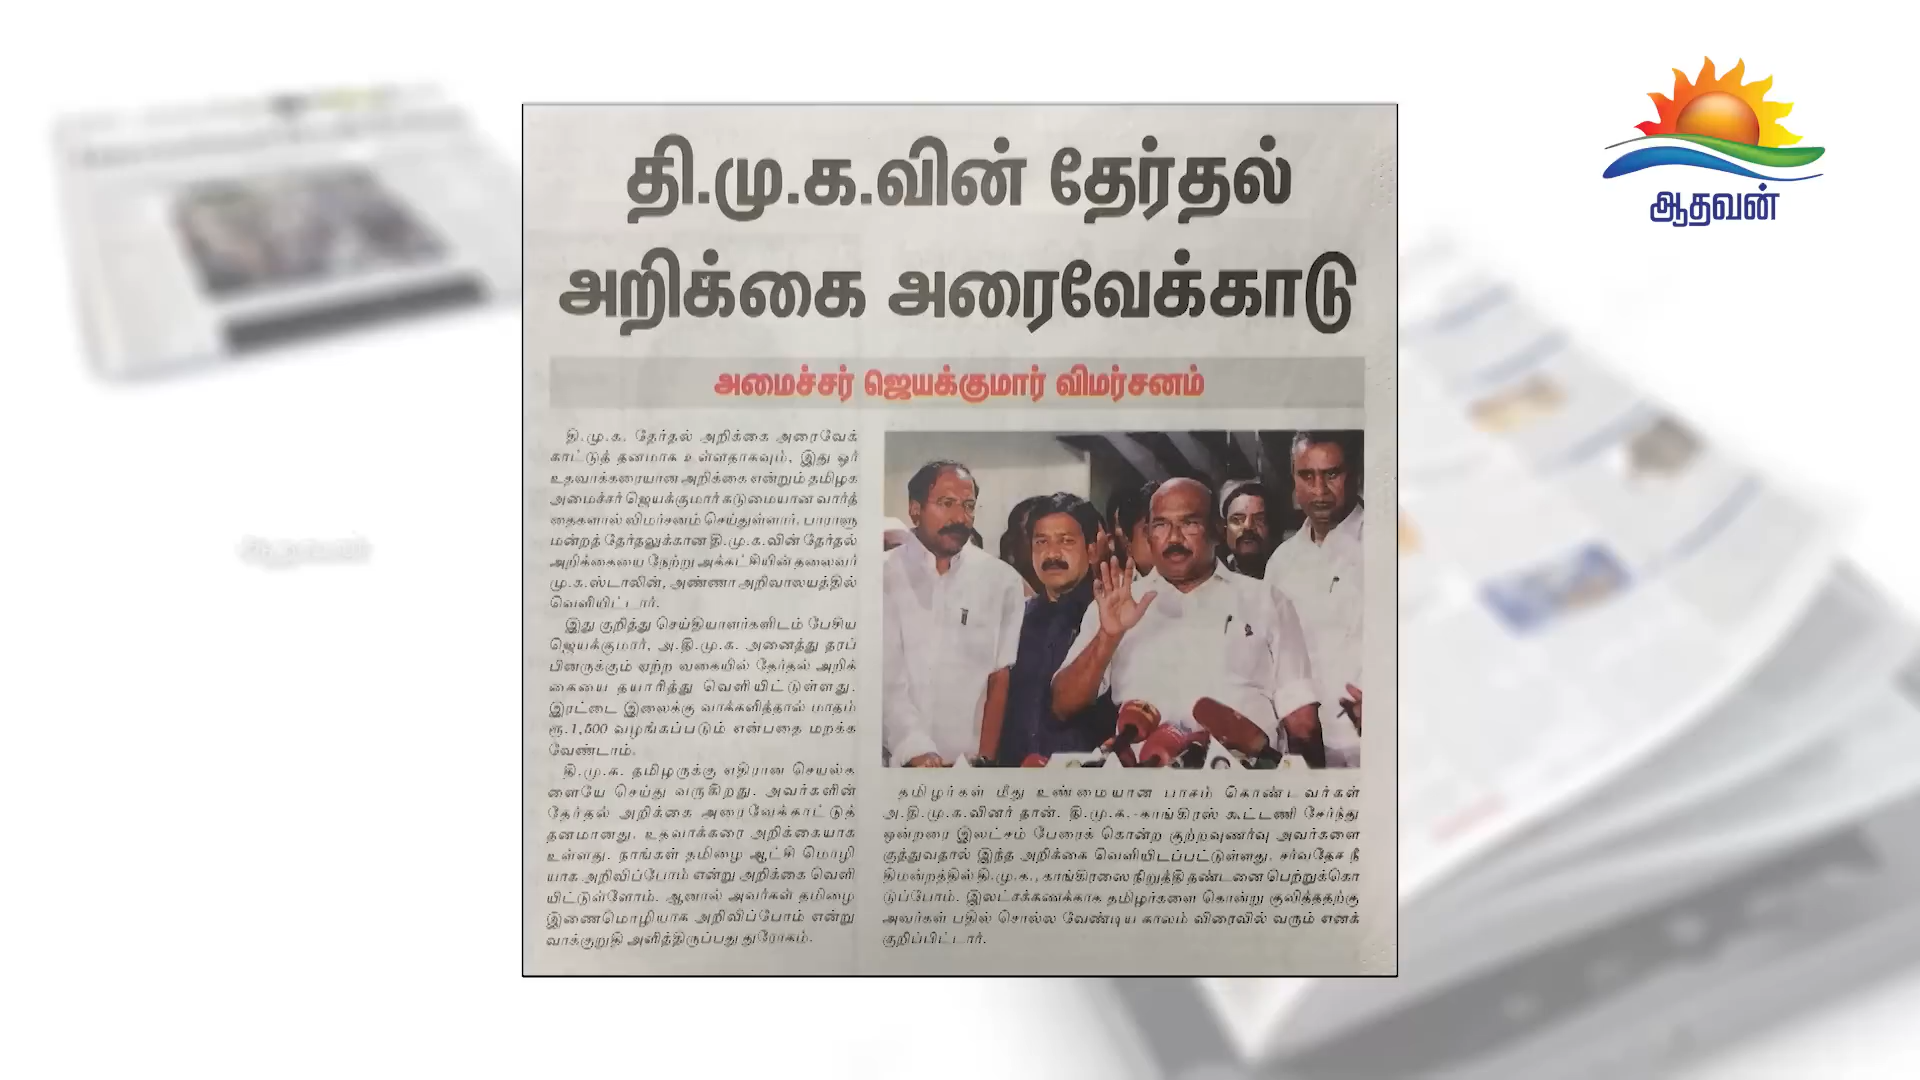 ஆதவன்
தி.மு.க.வின் தேர்தல்
அறிக்கை அரைவேக்காடு
அமைச்சர் ஜெயக்குமார் விமர்சனம்
தி.மு.க. தேர்தல் அறிக்கை அரைவேக்
காட்டுத் தனமாக உள்ளதாகவும், இது ஓர்
உதவாக்கரையான அறிக்கை என்றும் தமிழக
அமைச்சர் ஜெயக்குமார் கடுமையான வார்த்
தைகளால் விமர்சனம் செய்துள்ளார். பாராளு
மன்றத் தேர்தலுக்கான தி.மு.க.வின் தேர்தல்
அறிக்கையை நேற்று அக்கட்சியின் தலைவர்
மு.க.ஸ்டாலின், அண்ணா அறிவாலயத்தில்
வெளியிட்டார்.
இது குறித்து செய்தியாளர்களிடம் பேசிய
ஜெயக்குமார், அ.தி.மு.க. அனைத்து தரப்
பினருக்கும் ஏற்ற வகையில் தேர்தல் அறிக்
கையை தயாரித்து வெளியிட்டுள்ளது.
இரட்டை இலைக்கு வாக்களித்தால் மாதம்
ரூ.1,500 வழங்கப்படும் என்பதை மறக்க
வேண்டாம்.
தி.மு.க. தமிழருக்கு எதிரான செயல்க
ளையே செய்து வருகிறது. அவர்களின்
தேர்தல் அறிக்கை அரைவேக்காட்டுத்
தனமானது. உதவாக்கரை அறிக்கையாக
உள்ளது. நாங்கள் தமிழை ஆட்சி மொழி
யாக அறிவிப்போம் என்று அறிக்கை வெளி
யிட்டுள்ளோம். ஆனால் அவர்கள் தமிழை
இணைமொழியாக அறிவிப்போம் என்று
வாக்குறுதி அளித்திருப்பது துரோகம்.
தமிழர்கள் மீது உண்மையான பாசம் கொண்டவர்கள்
அ.தி.மு.க.வினர் தான். தி.மு.க.-காங்கிரஸ் கூட்டணி சேர்ந்து
ஒன்றரை இலட்சம் பேரைக் கொன்ற குற்றவுணர்வு அவர்களை
குத்துவதால் இந்த அறிக்கை வெளியிடப்பட்டுள்ளது. சர்வதேச நீ
திமன்றத்தில் தி.மு.க., காங்கிரஸை நிறுத்தி தண்டனை பெற்றுக்கொ
டுப்போம். இலட்சக்கணக்காக தமிழர்களை கொன்று குவித்ததற்கு
அவர்கள் பதில் சொல்ல வேண்டிய காலம் விரைவில் வரும் எனக்
குறிப்பிட்டார்.
ஆதவன்